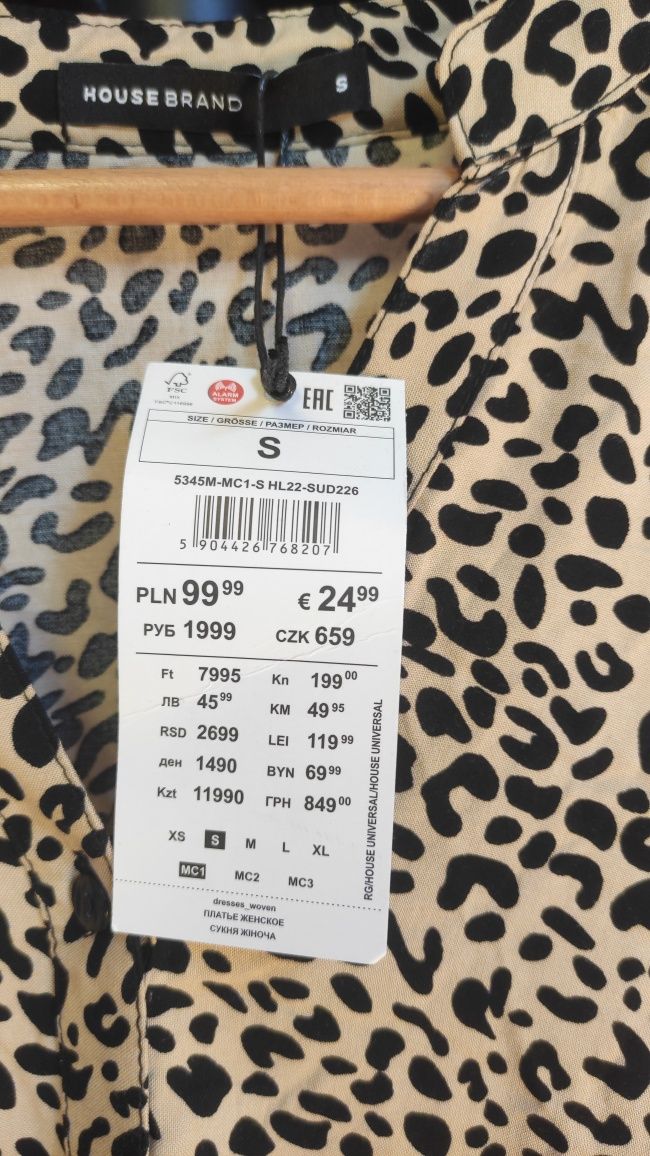 HOUSE BRAND S
FSC
MIX
ALARM
SYSTEM
EAC
SIZE / GRÖSSE / РАЗМЕР / ROZMIAR
S
5345M-MC1-S HL22-SUD226
5 904426 768207
PLN 99 99 € 24 99
РУБ 1999 CZK 659
Ft 7995 Kn 199 00
ЛВ 45 99 KM 49 95
RSD 2699 LEI 119 99
ден 1490 BYN 69 99
Kzt 11990 ГРН 849 00
XS S M L XL
MC1 MC2 MC3
dresses_woven
ПЛАТЬЕ ЖЕНСКОЕ
СУКНЯ ЖІНОЧА
RG/HOUSE UNIVERSAL/HOUSE UNIVERSAL